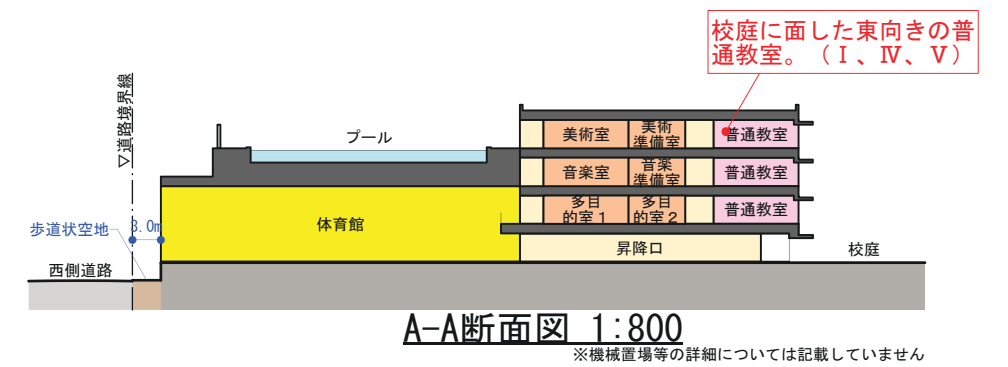 校庭に面した東向きの普
通教室。（Ⅰ、Ⅳ、Ⅴ）
▽道路境界線
プール
美術室
美術
準備室
普通教室
音楽室
音楽
準備室
普通教室
多目
的室１
多目
的室２
普通教室
体育館
歩道状空地
3.0m
昇降口
校庭
西側道路
A-A断面図 1:800
※機械置場等の詳細については記載していません